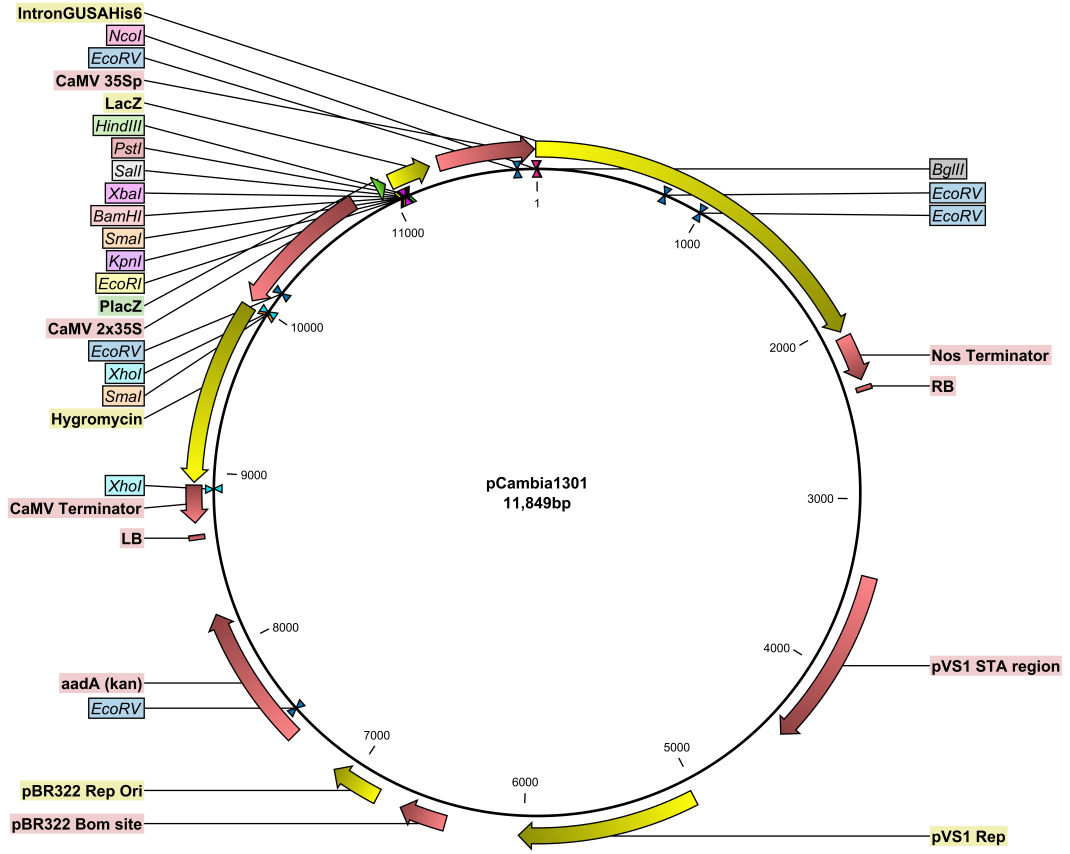 IntronGUSAHis6
NcoI
EcoRV
CaMV 35Sp
LacZ
HindIII
PstI
SalI
XbaI
BamHI
SmaI
KpnI
EcoRI
PlacZ
CaMV 2x35S
EcoRV
XhoI
SmaI
Hygromycin
XhoI
CaMV Terminator
LB
aadA (kan)
EcoRV
pBR322 Rep Ori
pBR322 Bom site
BglII
EcoRV
EcoRV
Nos Terminator
RB
pVS1 STA region
pVS1 Rep
1
1000
2000
3000
4000
5000
6000
7000
8000
9000
10000
11000
pCambia1301
11,849bp